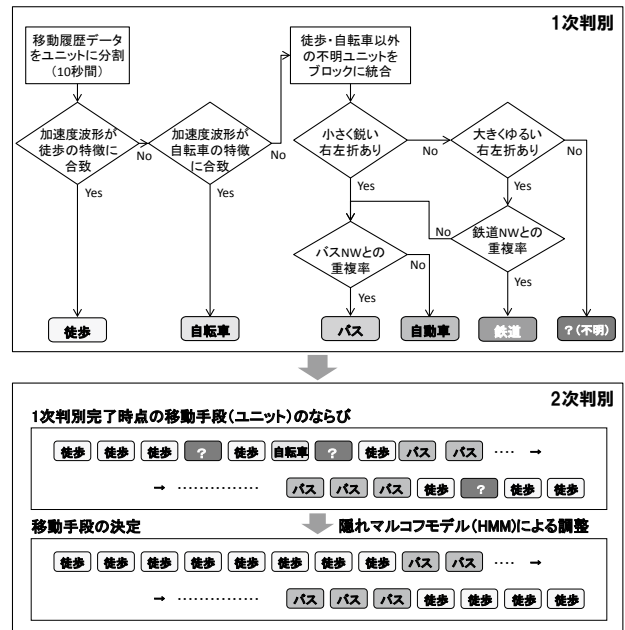 1次判別
移動履歴データ
をユニットに分割
(10秒間)
徒歩・自転車以外
の不明ユニットを
ブロックに統合
加速度波形が
徒歩の特徴に
合致
No
Yes
加速度波形が
自転車の特徴
に合致
No
Yes
小さく鋭い
右左折あり
No
Yes
大きくゆるい
右左折あり
No
Yes
バスNWとの
重複率
No
Yes
鉄道NWとの
重複率
No
Yes
徒歩 自転車 バス 自動車 鉄道 ?(不明)
2次判別
1次判別完了時点の移動手段(ユニット)のならび
徒歩 徒歩 徒歩 ? 徒歩 自転車 ? 徒歩 バス バス ‥‥ →
→ ‥‥‥‥‥‥‥ バス バス バス 徒歩 ? 徒歩 徒歩
移動手段の決定 隠れマルコフモデル(HMM)による調整
徒歩 徒歩 徒歩 徒歩 徒歩 徒歩 徒歩 徒歩 バス バス ‥‥ →
→ ‥‥‥‥‥‥‥ バス バス バス 徒歩 徒歩 徒歩 徒歩